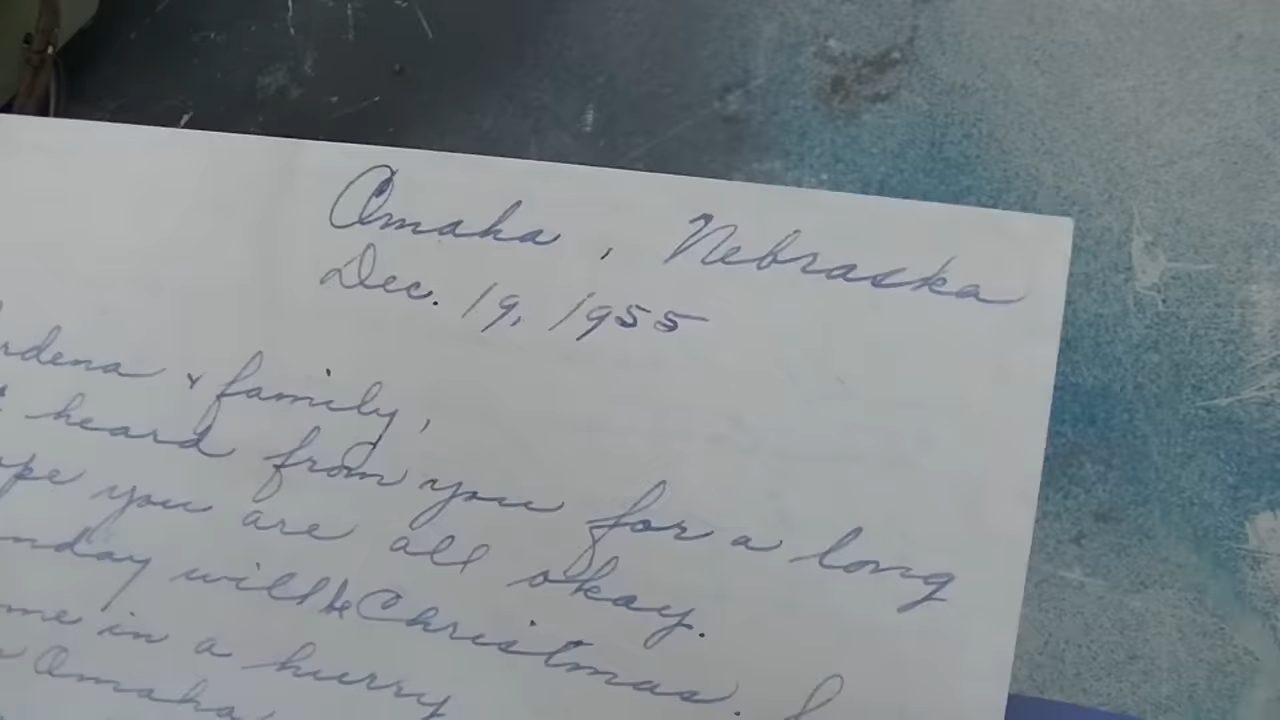 Omaha, Nebraska
Dec. 19, 1955
rdena & family,
heard from you for a long
ope you are all okay.
nday will be Christmas. I
me in a hurry
Omaha